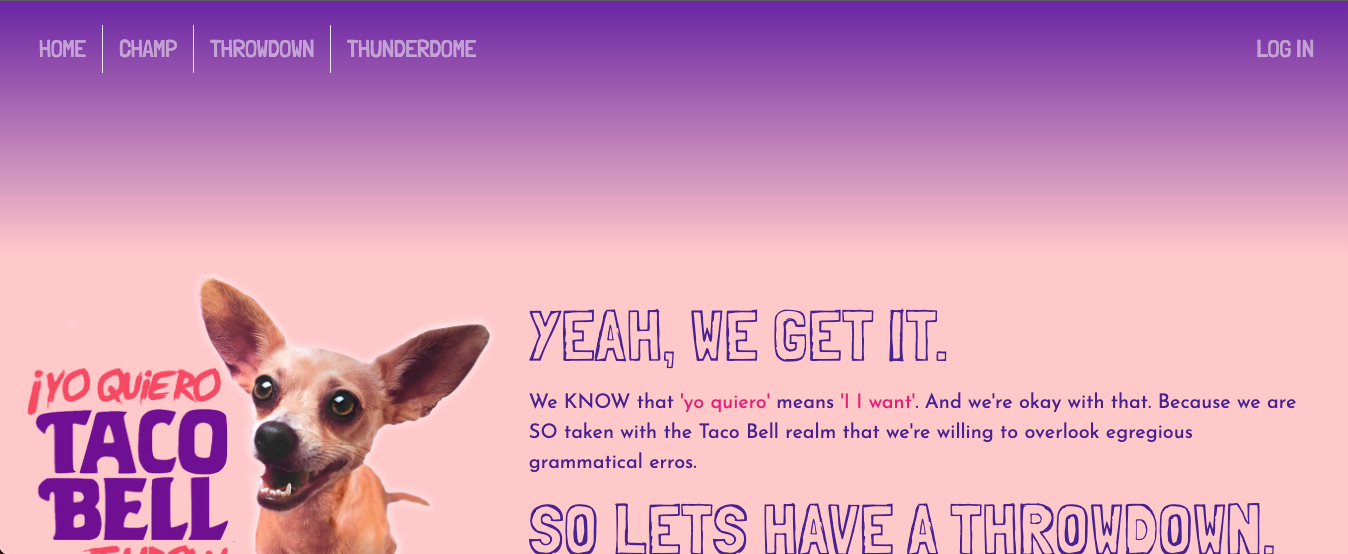 HOME CHAMP THROWDOWN THUNDERDOME LOG IN
¡YO QUIERO
TACO
BELL
YEAH, WE GET IT.
We KNOW that 'yo quiero' means 'I I want'. And we're okay with that. Because we are
SO taken with the Taco Bell realm that we're willing to overlook egregious
grammatical erros.
SO LETS HAVE A THROWDOWN.